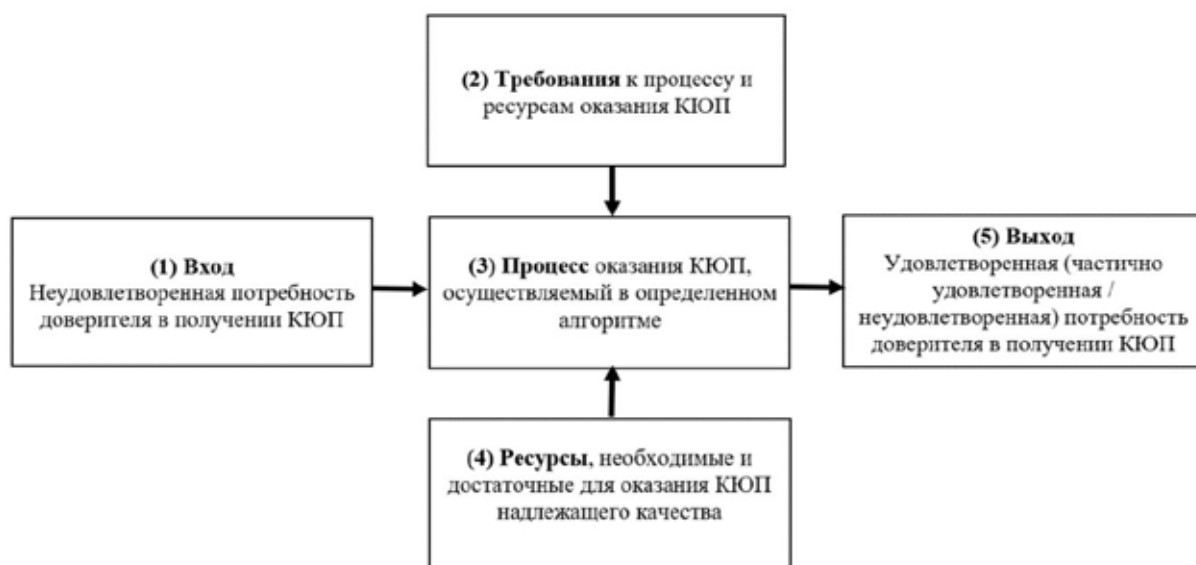 (2) Требования к процессу и
ресурсам оказания КЮП
(1) Вход
Неудовлетворенная потребность
доверителя в получении КЮП
(3) Процесс оказания КЮП,
осуществляемый в определенном
алгоритме
(5) Выход
Удовлетворенная (частично
удовлетворенная /
неудовлетворенная) потребность
доверителя в получении КЮП
(4) Ресурсы, необходимые и
достаточные для оказания КЮП
надлежащего качества